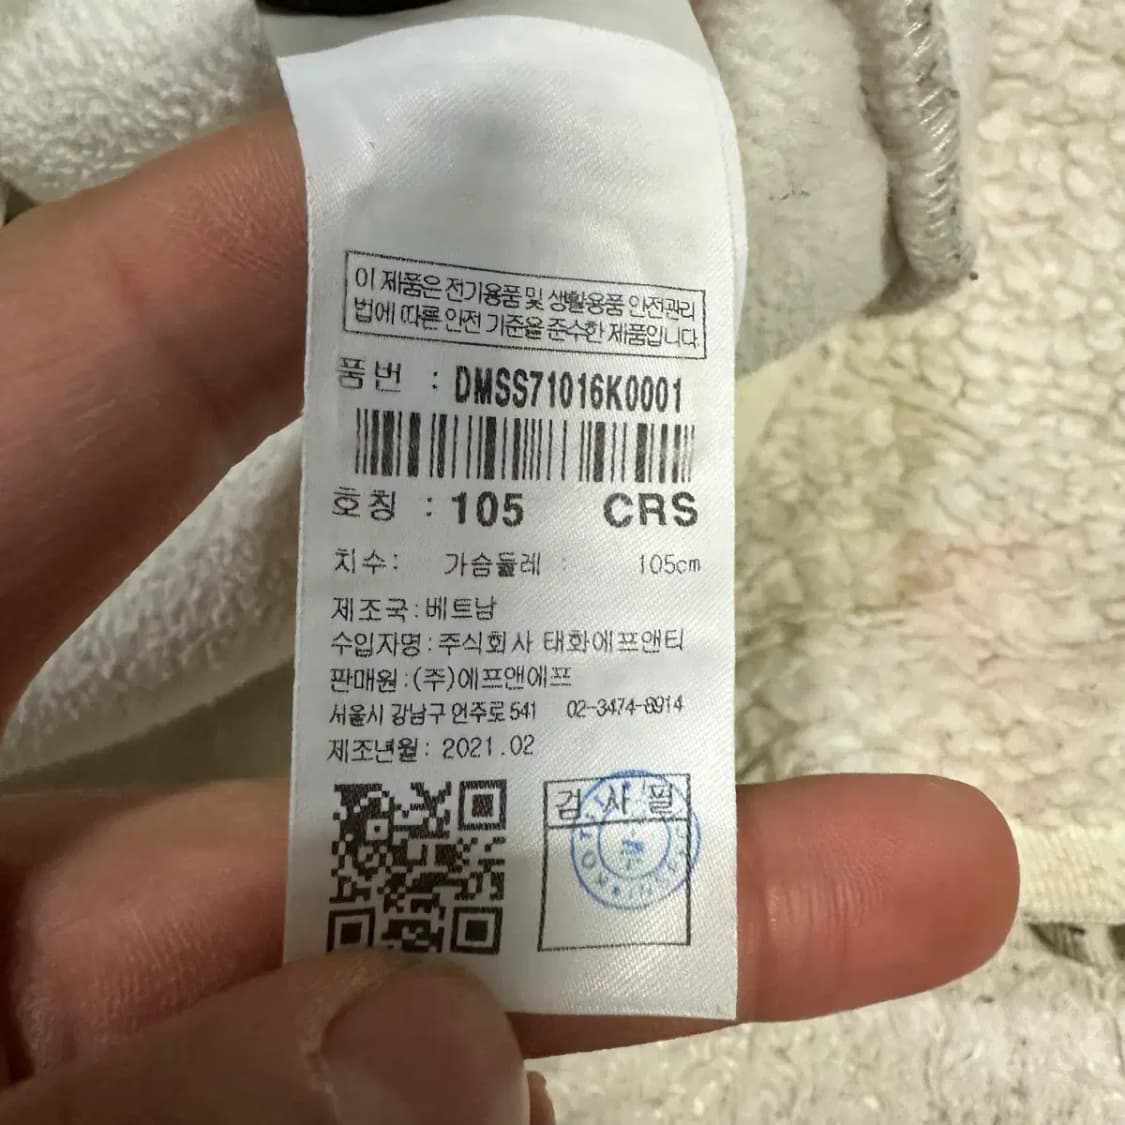 이 제품은 전기용품 및 생활용품 안전관리
법에 따른 안전 기준을 준수한 제품입니다.
품번 : DMSS71016K0001
호칭 : 105 CRS
치수: 가슴둘레 : 105cm
제조국:베트남
수입자명:주식회사 태화에프앤티
판매원:(주)에프앤에프
서울시 강남구 언주로 541 02-3474-8914
제조년월: 2021.02
검사필